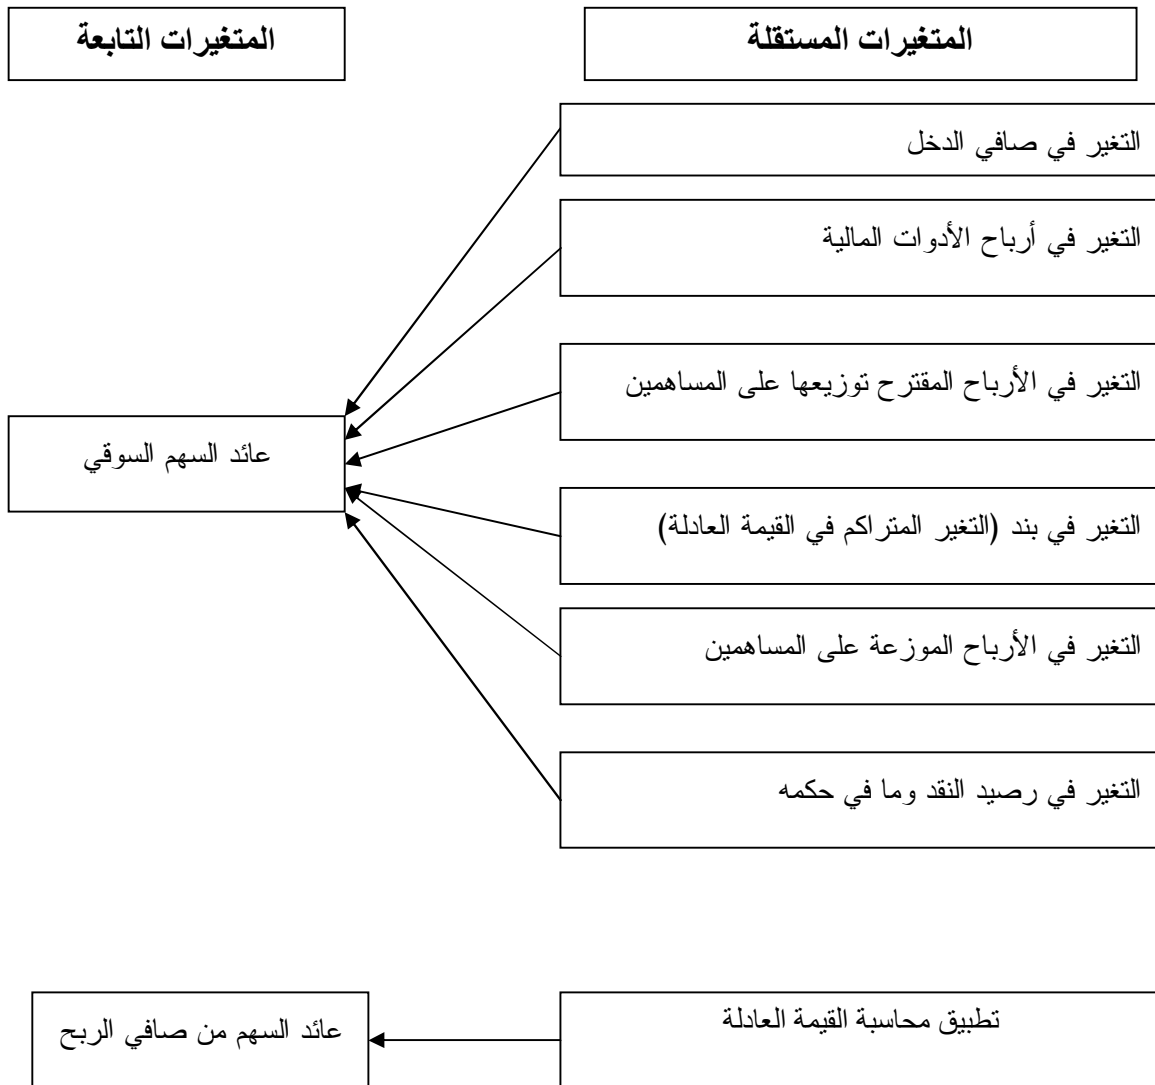 المتغيرات المستقلة
المتغيرات التابعة
التغير في صافي الدخل
التغير في أرباح الأدوات المالية
التغير في الأرباح المقترح توزيعها على المساهمين
عائد السهم السوقي
التغير في بند (التغير المتراكم في القيمة العادلة)
التغير في الأرباح الموزعة على المساهمين
التغير في رصيد النقد وما في حكمه
تطبيق محاسبة القيمة العادلة
عائد السهم من صافي الربح